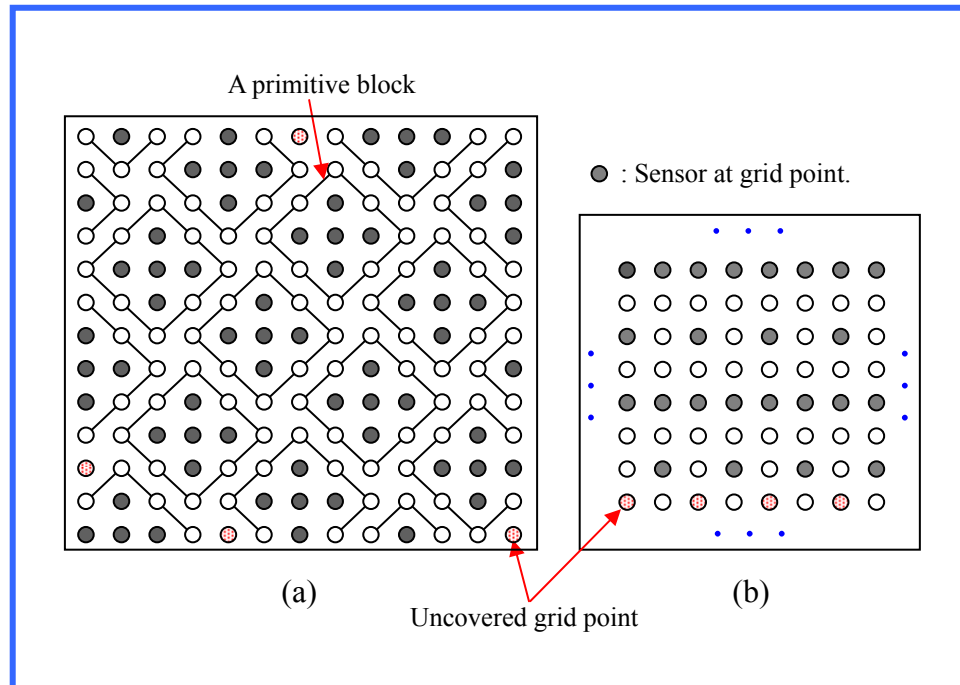 A primitive block
: Sensor at grid point.
(a)
(b)
Uncovered grid point